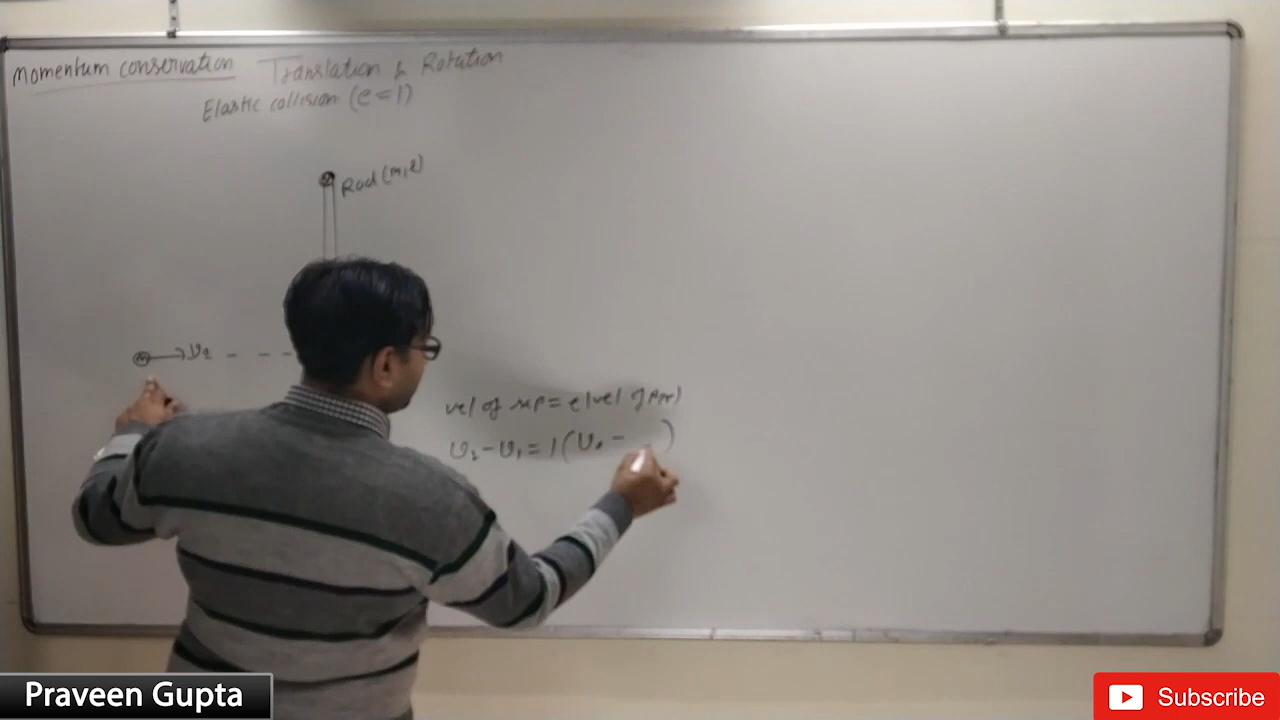 Momentum conservation Translation & Rotation
Elastic collision (e=1)
Rod (m, l)
m → v₀
vel of sep = e (vel of App)
v₂ - v₁ = 1 (v₀ - )
Praveen Gupta
Subscribe